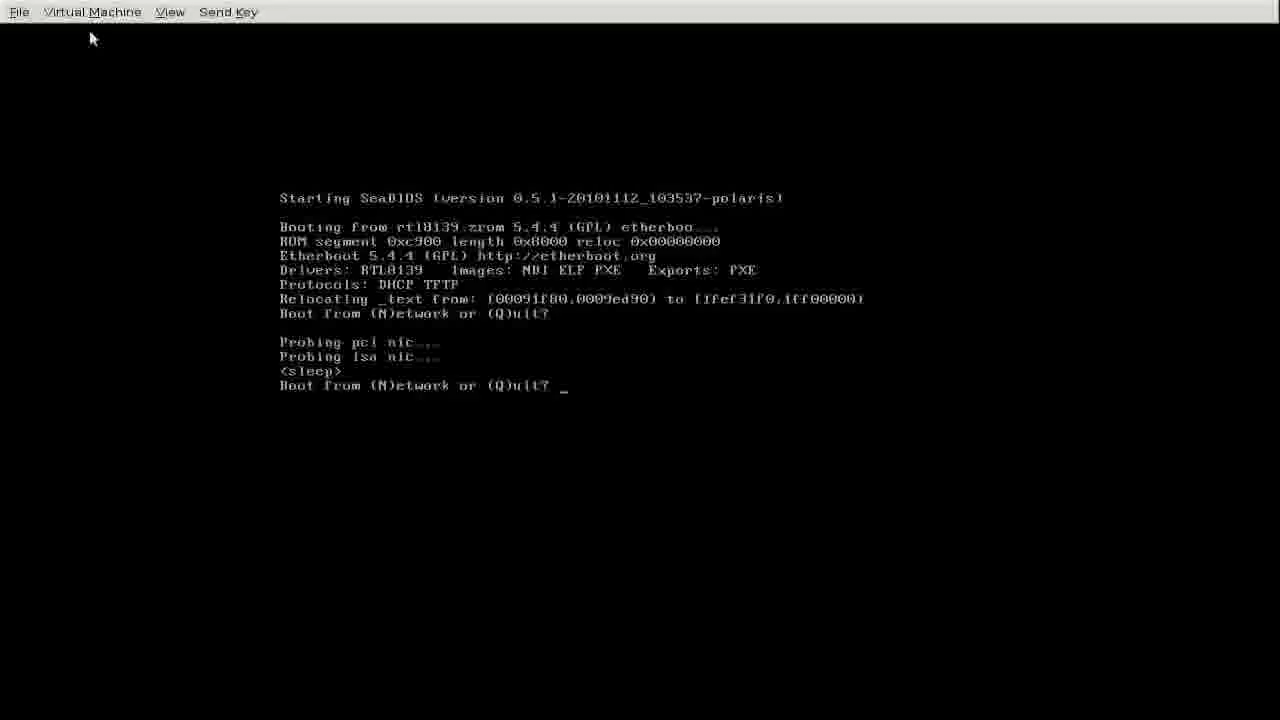 File Virtual Machine View Send Key
Starting SeaBIOS (version 0.5.1-20101112_103537-polaris)
Booting from rtl8139.zrom 5.4.4 (GPL) etherboo...
ROM segment 0xc900 length 0x8000 reloc 0x00000000
Etherboot 5.4.4 (GPL) http://etherboot.org
Drivers: RTL8139 Images: NBI ELF PXE Exports: PXE
Protocols: DHCP TFTP
Relocating _text from: [00091f80,0009ed90) to [1fef31f0,1ff00000)
Boot from (N)etwork or (Q)uit?
Probing pci nic...
Probing isa nic...
<sleep>
Boot from (N)etwork or (Q)uit? _